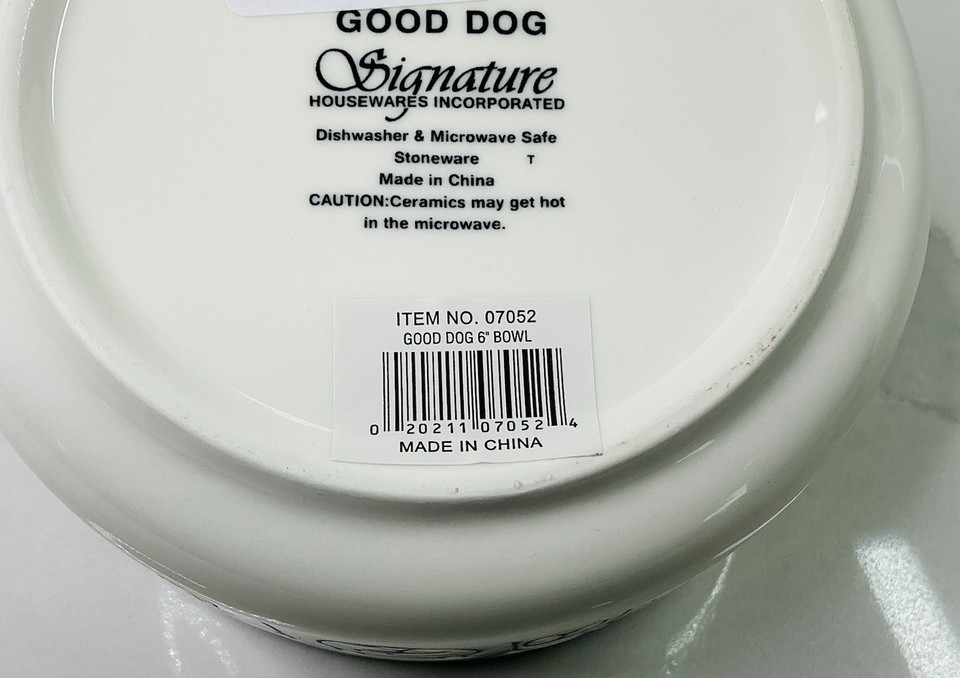 GOOD DOG
Signature
HOUSEWARES INCORPORATED
Dishwasher & Microwave Safe
Stoneware T
Made in China
CAUTION:Ceramics may get hot
in the microwave.
ITEM NO. 07052
GOOD DOG 6" BOWL
0 20211 07052 4
MADE IN CHINA